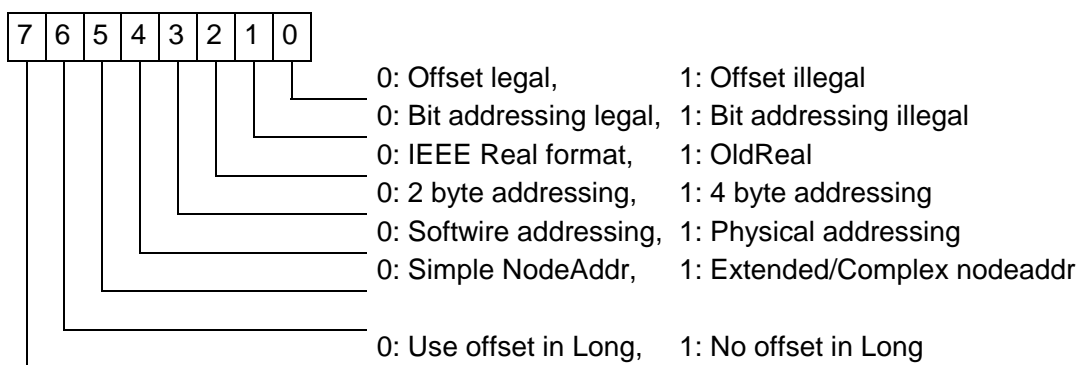 7 6 5 4 3 2 1 0
0: Offset legal, 1: Offset illegal
0: Bit addressing legal, 1: Bit addressing illegal
0: IEEE Real format, 1: OldReal
0: 2 byte addressing, 1: 4 byte addressing
0: Softwire addressing, 1: Physical addressing
0: Simple NodeAddr, 1: Extended/Complex nodeaddr
0: Use offset in Long, 1: No offset in Long